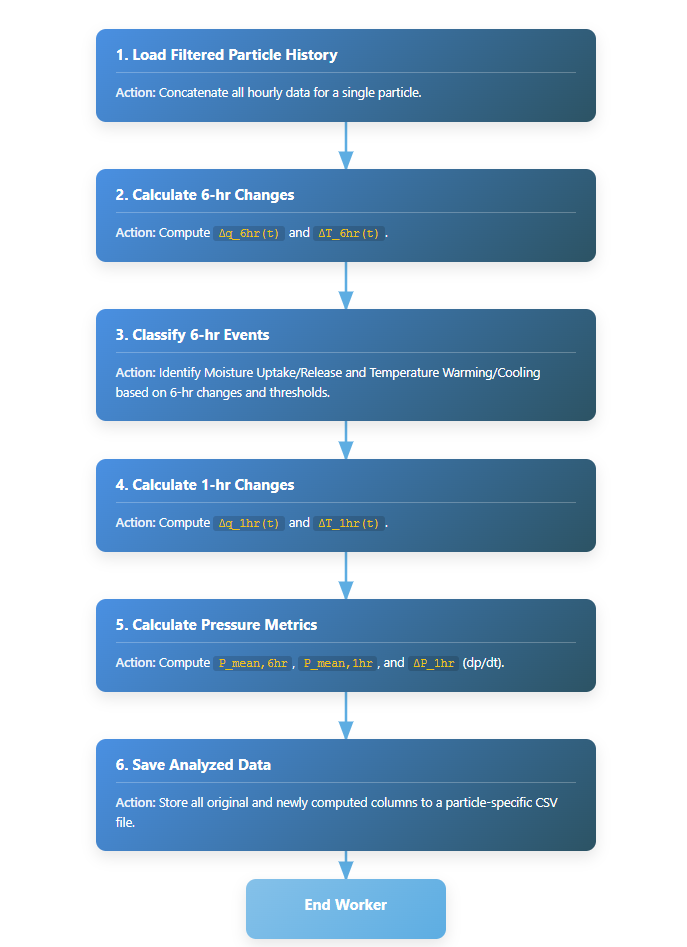 1. Load Filtered Particle History
Action: Concatenate all hourly data for a single particle.
2. Calculate 6-hr Changes
Action: Compute Δq_6hr(t) and ΔT_6hr(t).
3. Classify 6-hr Events
Action: Identify Moisture Uptake/Release and Temperature Warming/Cooling
based on 6-hr changes and thresholds.
4. Calculate 1-hr Changes
Action: Compute Δq_1hr(t) and ΔT_1hr(t).
5. Calculate Pressure Metrics
Action: Compute P_mean,6hr, P_mean,1hr, and ΔP_1hr (dp/dt).
6. Save Analyzed Data
Action: Store all original and newly computed columns to a particle-specific CSV
file.
End Worker